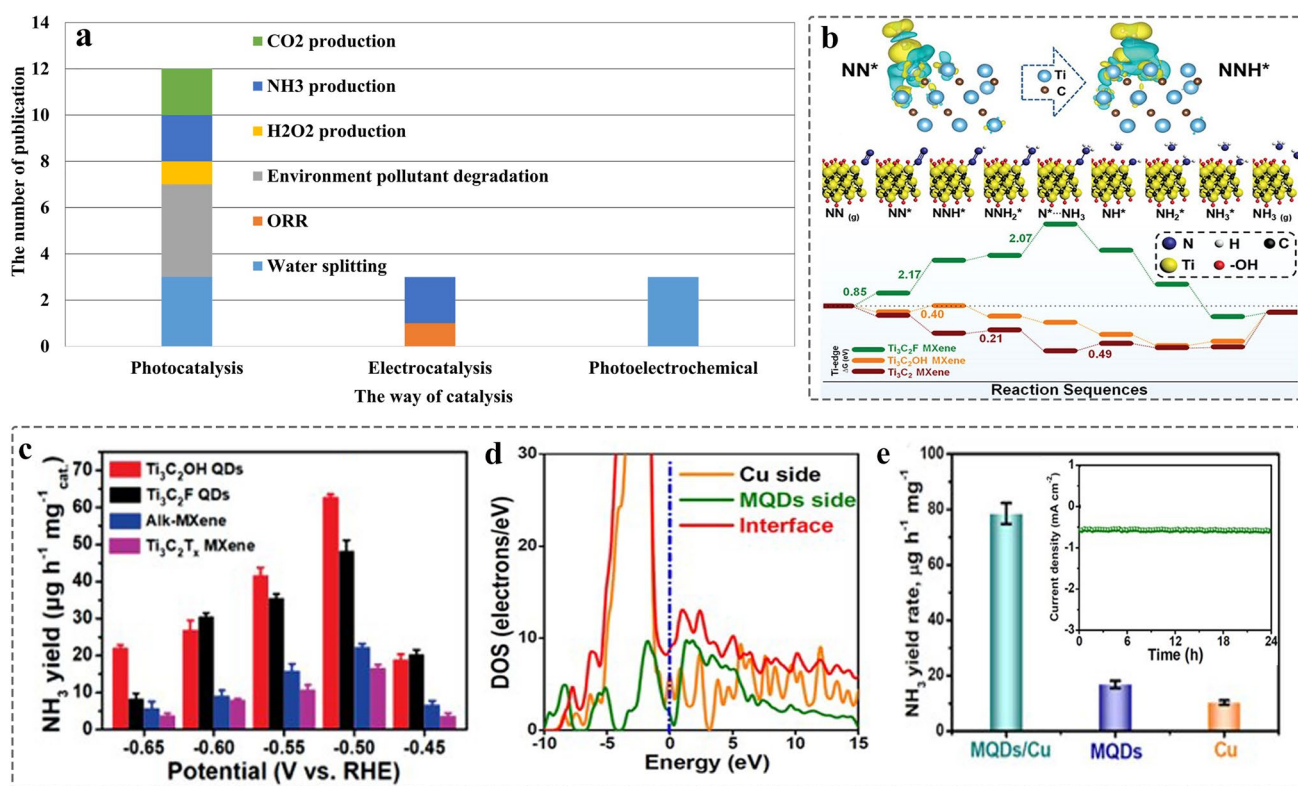 a
The number of publication
14
12
10
8
6
4
2
0
CO2 production
NH3 production
H2O2 production
Environment pollutant degradation
ORR
Water splitting
Photocatalysis
Electrocatalysis
Photoelectrochemical
The way of catalysis
b
NN*
Ti
C
NNH*
NN (g)
NN*
NNH*
NNH₂*
N*···NH₃
NH*
NH₂*
NH₃*
NH₃ (g)
N
H
C
Ti
-OH
0.85
2.17
2.07
0.40
0.21
0.49
Ti-edge
ΔG (eV)
Ti₃C₂F MXene
Ti₃C₂OH MXene
Ti₃C₂ MXene
Reaction Sequences
c
NH₃ yield (μg h⁻¹ mg⁻¹cat.)
70
60
50
40
30
20
10
0
Ti₃C₂OH QDs
Ti₃C₂F QDs
Alk-MXene
Ti₃C₂Tₓ MXene
-0.65
-0.60
-0.55
-0.50
-0.45
Potential (V vs. RHE)
d
DOS (electrons/eV)
30
20
10
0
Cu side
MQDs side
Interface
-10
-5
0
5
10
15
Energy (eV)
e
NH₃ yield rate, μg h⁻¹ mg⁻¹
100
80
60
40
20
0
Current density (mA cm⁻²)
1
0
-1
-2
-3
0
6
12
18
24
Time (h)
MQDs/Cu
MQDs
Cu